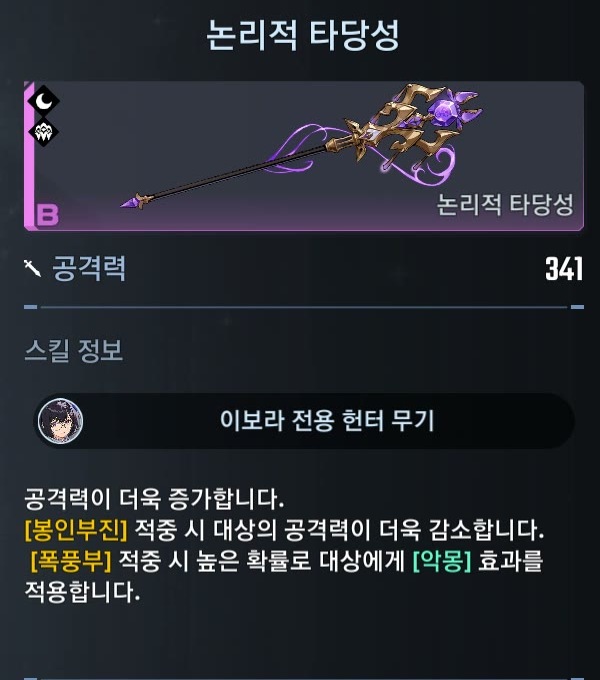 논리적 타당성
B
논리적 타당성
공격력 341
스킬 정보
이보라 전용 헌터 무기
공격력이 더욱 증가합니다.
[봉인부진] 적중 시 대상의 공격력이 더욱 감소합니다.
[폭풍부] 적중 시 높은 확률로 대상에게 [악몽] 효과를
적용합니다.